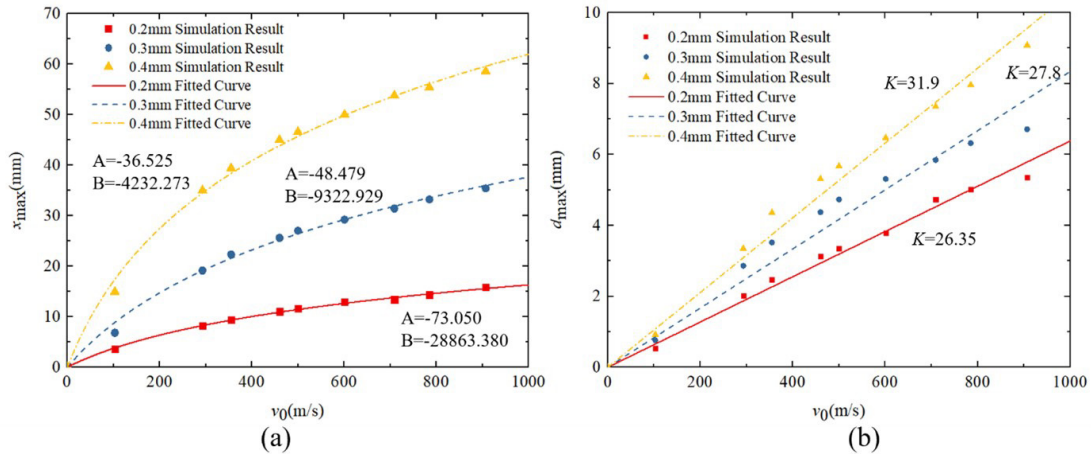 (a)
70
60
50
40
30
20
10
0
xmax(mm)
0.2mm Simulation Result
0.3mm Simulation Result
0.4mm Simulation Result
0.2mm Fitted Curve
0.3mm Fitted Curve
0.4mm Fitted Curve
A=-36.525
B=-4232.273
A=-48.479
B=-9322.929
A=-73.050
B=-28863.380
0 200 400 600 800 1000
v0(m/s)
(a)
(b)
10
8
6
4
2
0
dmax(mm)
0.2mm Simulation Result
0.3mm Simulation Result
0.4mm Simulation Result
0.2mm Fitted Curve
0.3mm Fitted Curve
0.4mm Fitted Curve
K=31.9
K=27.8
K=26.35
0 200 400 600 800 1000
v0(m/s)
(b)